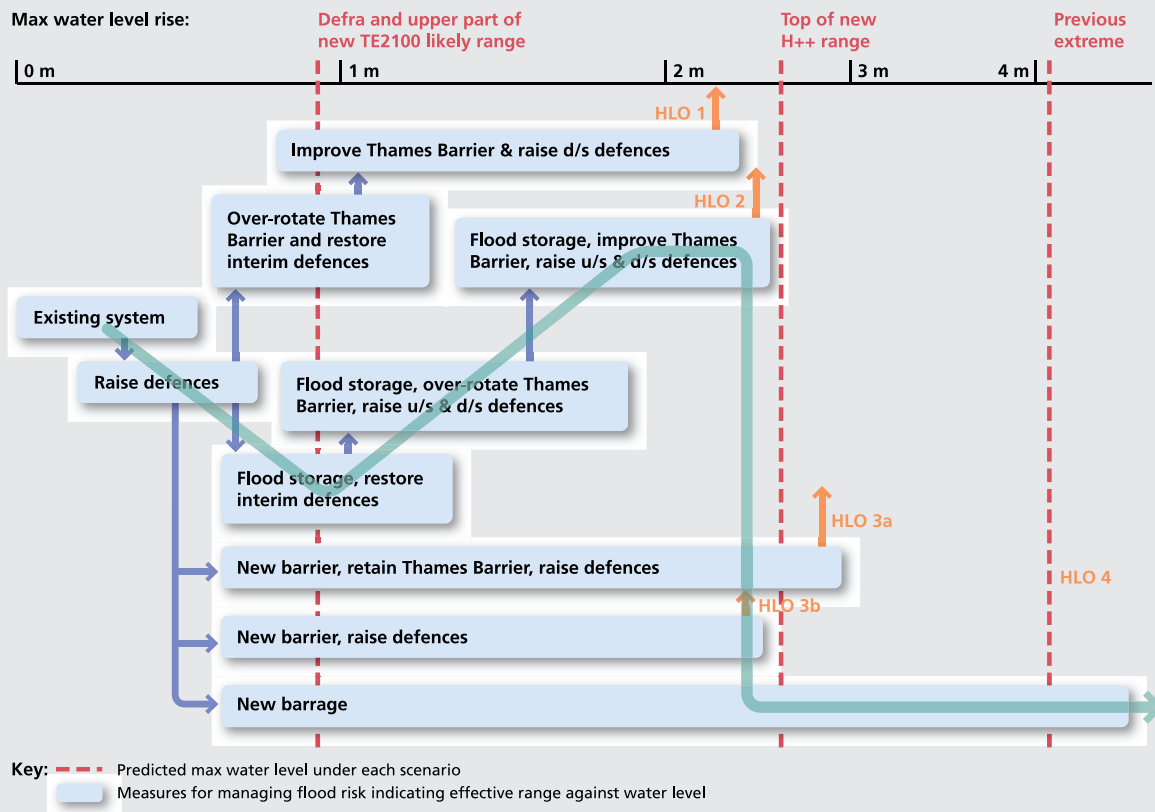 Max water level rise:
Defra and upper part of
new TE2100 likely range
Top of new
H++ range
Previous
extreme
0 m
1 m
2 m
3 m
4 m
HLO 1
Improve Thames Barrier & raise d/s defences
HLO 2
Over-rotate Thames
Barrier and restore
interim defences
Flood storage, improve Thames
Barrier, raise u/s & d/s defences
Existing system
Raise defences
Flood storage, over-rotate Thames
Barrier, raise u/s & d/s defences
Flood storage, restore
interim defences
HLO 3a
New barrier, retain Thames Barrier, raise defences
HLO 4
HLO 3b
New barrier, raise defences
New barrage
Key:
Predicted max water level under each scenario
Measures for managing flood risk indicating effective range against water level